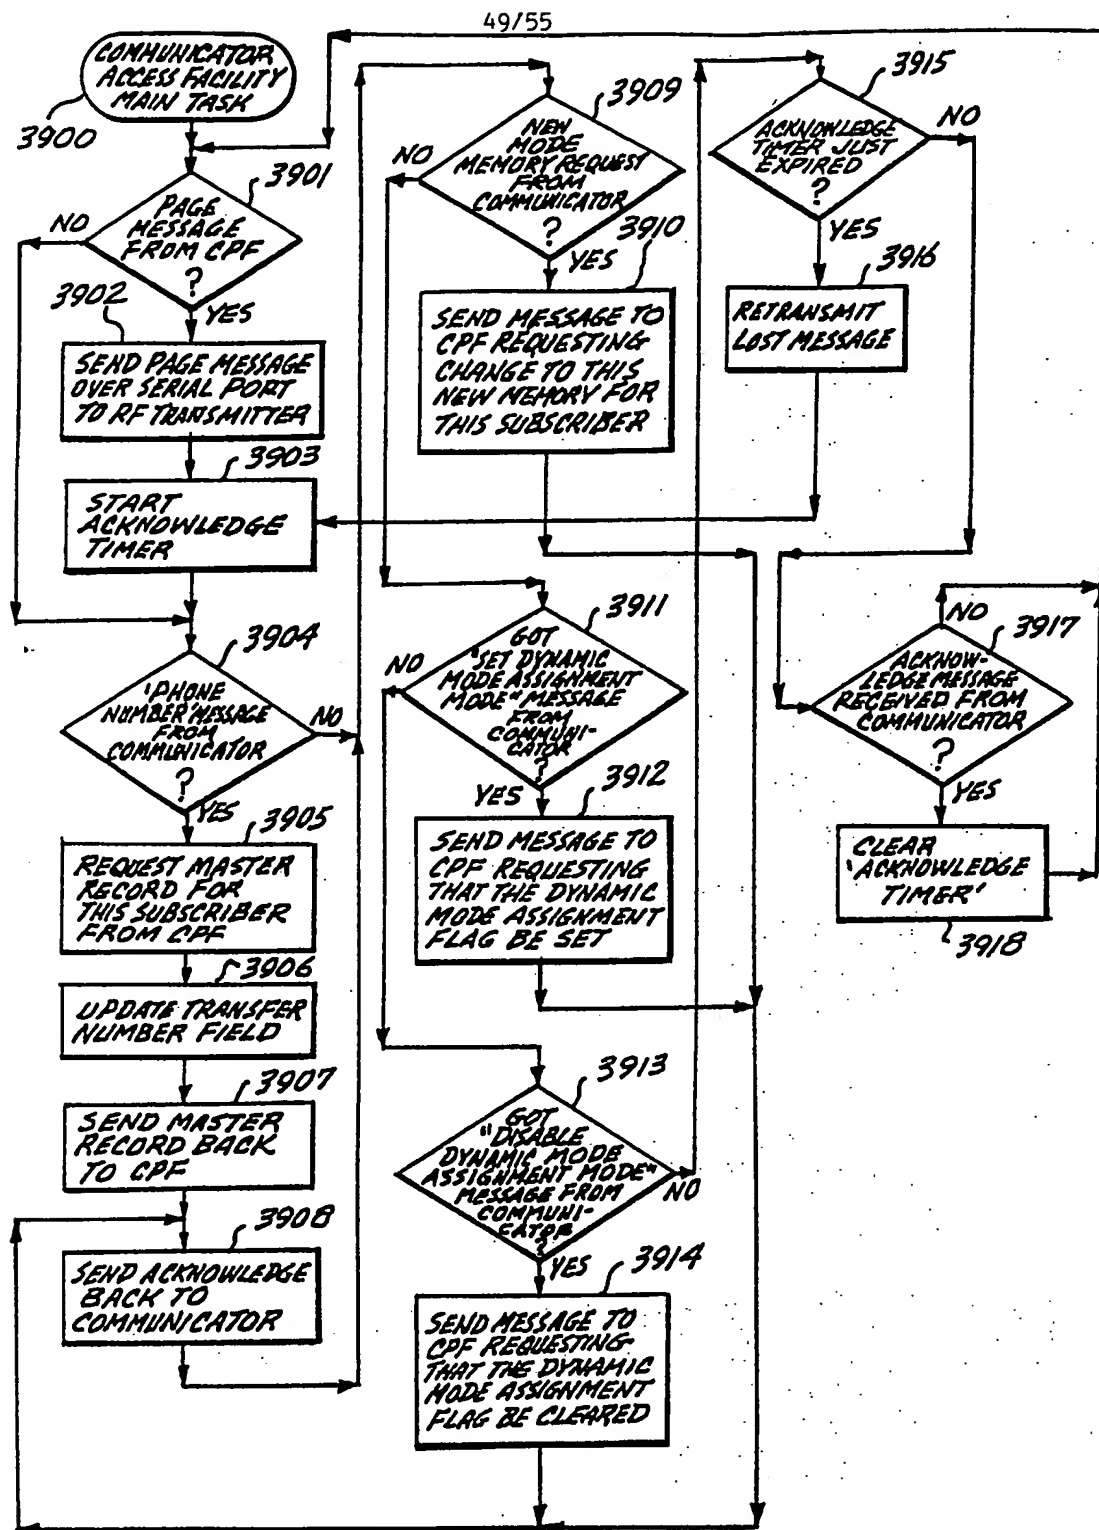 49/55
COMMUNICATOR
ACCESS FACILITY
MAIN TASK
3900
3901
PAGE
MESSAGE
FROM CPF
?
NO
YES
3902
SEND PAGE MESSAGE
OVER SERIAL PORT
TO RF TRANSMITTER
3903
START
ACKNOWLEDGE
TIMER
3904
'PHONE
NUMBER' MESSAGE
FROM
COMMUNICATOR
?
NO
YES
3905
REQUEST MASTER
RECORD FOR
THIS SUBSCRIBER
FROM CPF
3906
UPDATE TRANSFER
NUMBER FIELD
3907
SEND MASTER
RECORD BACK
TO CPF
3908
SEND ACKNOWLEDGE
BACK TO
COMMUNICATOR
3909
NEW
MODE
MEMORY REQUEST
FROM
COMMUNICATOR
?
NO
YES
3910
SEND MESSAGE TO
CPF REQUESTING
CHANGE TO THIS
NEW MEMORY FOR
THIS SUBSCRIBER
3911
GOT
"SET DYNAMIC
MODE ASSIGNMENT
MODE" MESSAGE
FROM
COMMUNI-
CATOR
?
NO
YES
3912
SEND MESSAGE TO
CPF REQUESTING
THAT THE DYNAMIC
MODE ASSIGNMENT
FLAG BE SET
3913
GOT
"DISABLE
DYNAMIC MODE
ASSIGNMENT MODE"
MESSAGE FROM
COMMUNI-
CATOR
?
NO
YES
3914
SEND MESSAGE TO
CPF REQUESTING
THAT THE DYNAMIC
MODE ASSIGNMENT
FLAG BE CLEARED
3915
ACKNOWLEDGE
TIMER JUST
EXPIRED
?
NO
YES
3916
RETRANSMIT
LOST MESSAGE
3917
ACKNOW-
LEDGE MESSAGE
RECEIVED FROM
COMMUNICATOR
?
NO
YES
CLEAR
'ACKNOWLEDGE
TIMER'
3918